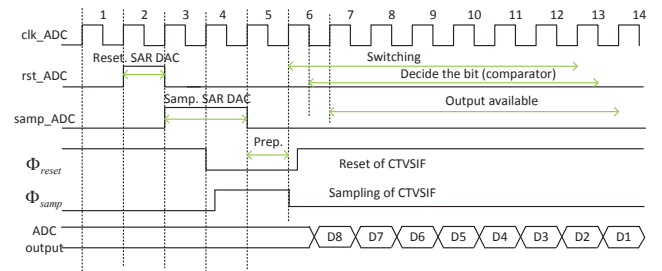 1 2 3 4 5 6 7 8 9 10 11 12 13 14
clk_ADC
Reset. SAR DAC
Switching
rst_ADC
Decide the bit (comparator)
Samp. SAR DAC
Output available
samp_ADC
Prep.
Φreset
Reset of CTVSIF
Φsamp
Sampling of CTVSIF
ADC
output
D8 D7 D6 D5 D4 D3 D2 D1